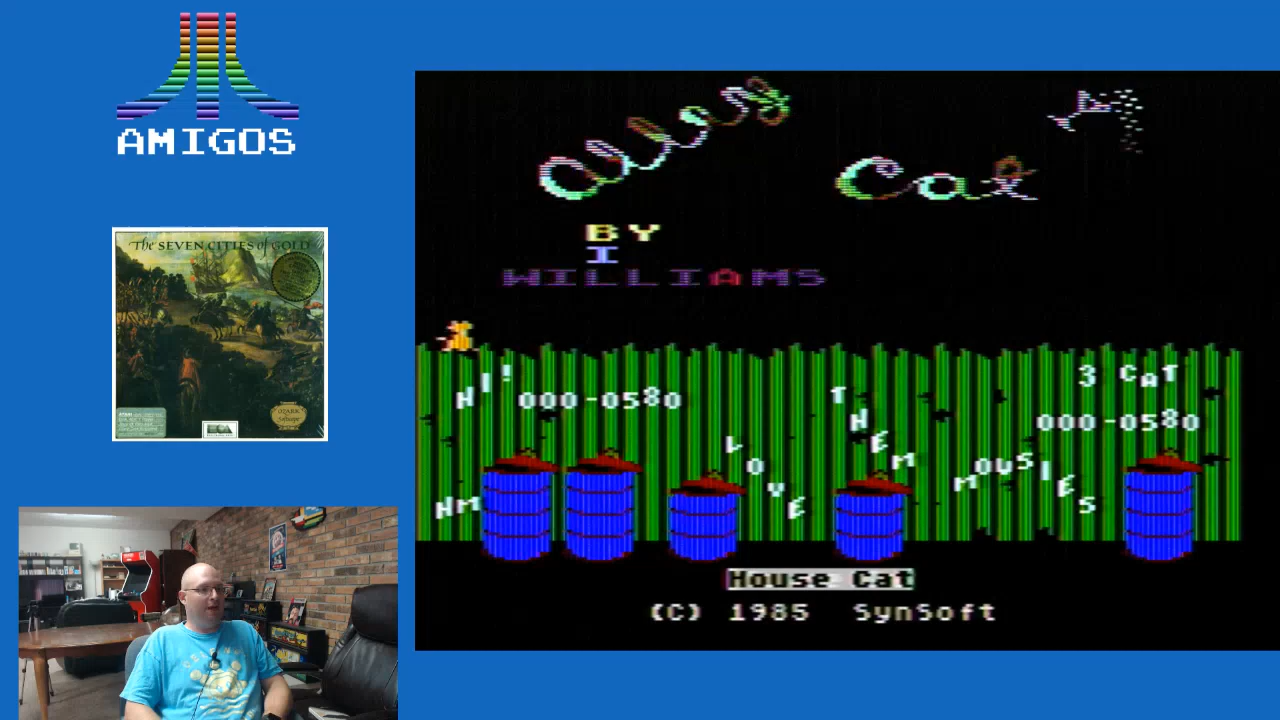 AMIGOS
The SEVEN CITIES of GOLD
Alley
Cat
BY
I
WILLIAMS
HI!
000-0580
THEM
3 CAT
000-0580
LOVE
MOUSIES
HM
House Cat
(C) 1985 SynSoft